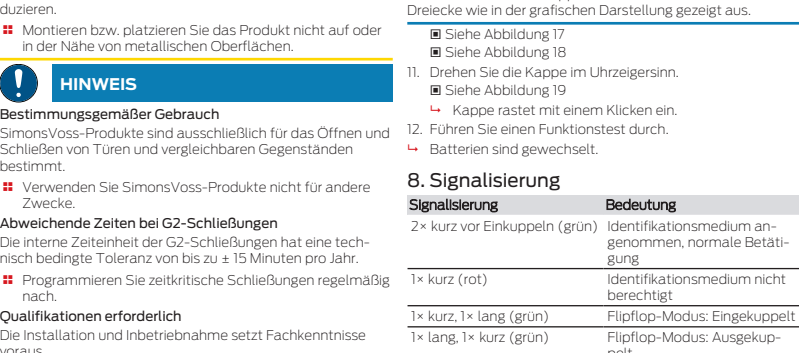 duzieren.
Montieren bzw. platzieren Sie das Produkt nicht auf oder
in der Nähe von metallischen Oberflächen.
HINWEIS
Bestimmungsgemäßer Gebrauch
SimonsVoss-Produkte sind ausschließlich für das Öffnen und
Schließen von Türen und vergleichbaren Gegenständen
bestimmt.
Verwenden Sie SimonsVoss-Produkte nicht für andere
Zwecke.
Abweichende Zeiten bei G2-Schließungen
Die interne Zeiteinheit der G2-Schließungen hat eine tech-
nisch bedingte Toleranz von bis zu ± 15 Minuten pro Jahr.
Programmieren Sie zeitkritische Schließungen regelmäßig
nach.
Qualifikationen erforderlich
Die Installation und Inbetriebnahme setzt Fachkenntnisse
voraus.
Dreiecke wie in der grafischen Darstellung gezeigt aus.
Siehe Abbildung 17
Siehe Abbildung 18
11. Drehen Sie die Kappe im Uhrzeigersinn.
Siehe Abbildung 19
↳ Kappe rastet mit einem Klicken ein.
12. Führen Sie einen Funktionstest durch.
↳ Batterien sind gewechselt.
8. Signalisierung
Signalisierung Bedeutung
2× kurz vor Einkuppeln (grün) Identifikationsmedium an-
genommen, normale Betäti-
gung
1× kurz (rot) Identifikationsmedium nicht
berechtigt
1× kurz, 1× lang (grün) Flipflop-Modus: Eingekuppelt
1× lang, 1× kurz (grün) Flipflop-Modus: Ausgekup-
pelt